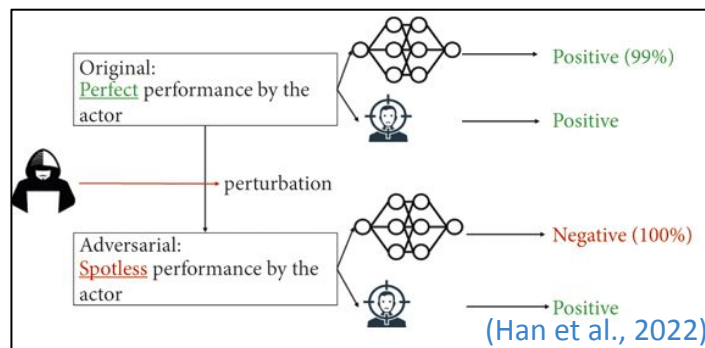 Original:
Perfect performance by the
actor
Positive (99%)
Positive
perturbation
Adversarial:
Spotless performance by the
actor
Negative (100%)
Positive
(Han et al., 2022)